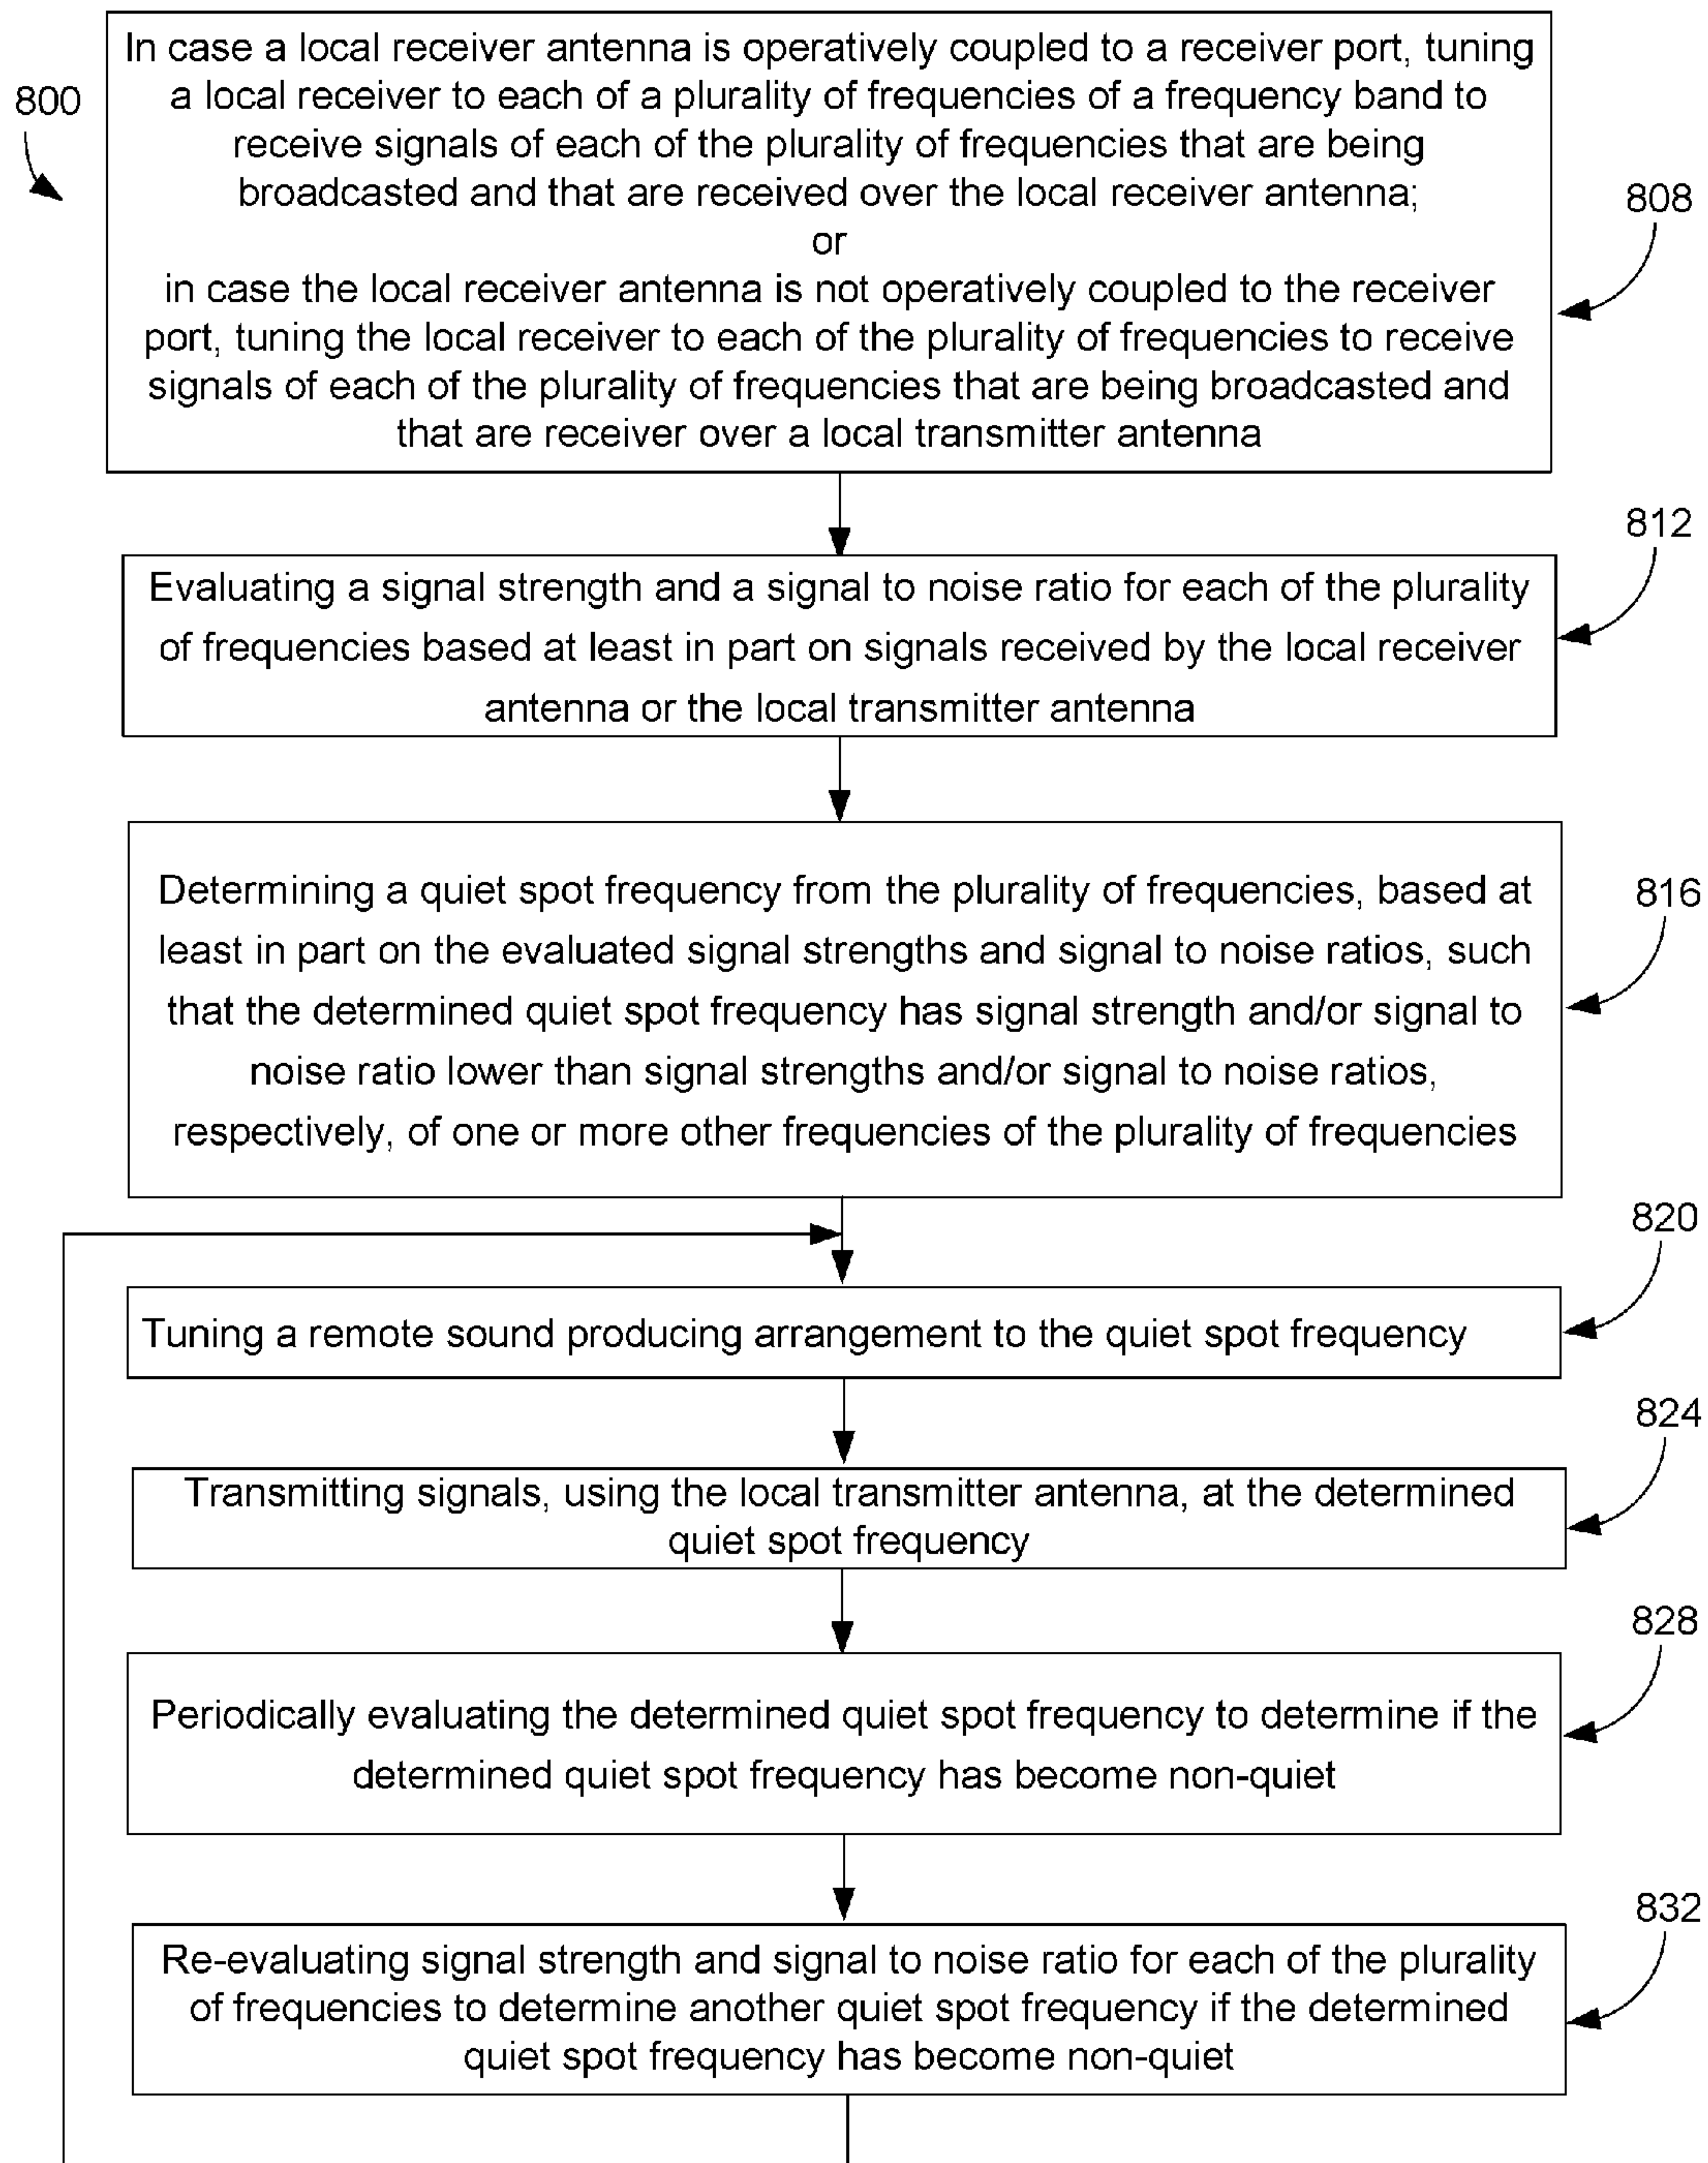 800
In case a local receiver antenna is operatively coupled to a receiver port, tuning
a local receiver to each of a plurality of frequencies of a frequency band to
receive signals of each of the plurality of frequencies that are being
broadcasted and that are received over the local receiver antenna;
or
in case the local receiver antenna is not operatively coupled to the receiver
port, tuning the local receiver to each of the plurality of frequencies to receive
signals of each of the plurality of frequencies that are being broadcasted and
that are receiver over a local transmitter antenna
808
812
Evaluating a signal strength and a signal to noise ratio for each of the plurality
of frequencies based at least in part on signals received by the local receiver
antenna or the local transmitter antenna
816
Determining a quiet spot frequency from the plurality of frequencies, based at
least in part on the evaluated signal strengths and signal to noise ratios, such
that the determined quiet spot frequency has signal strength and/or signal to
noise ratio lower than signal strengths and/or signal to noise ratios,
respectively, of one or more other frequencies of the plurality of frequencies
820
Tuning a remote sound producing arrangement to the quiet spot frequency
824
Transmitting signals, using the local transmitter antenna, at the determined
quiet spot frequency
828
Periodically evaluating the determined quiet spot frequency to determine if the
determined quiet spot frequency has become non-quiet
832
Re-evaluating signal strength and signal to noise ratio for each of the plurality
of frequencies to determine another quiet spot frequency if the determined
quiet spot frequency has become non-quiet